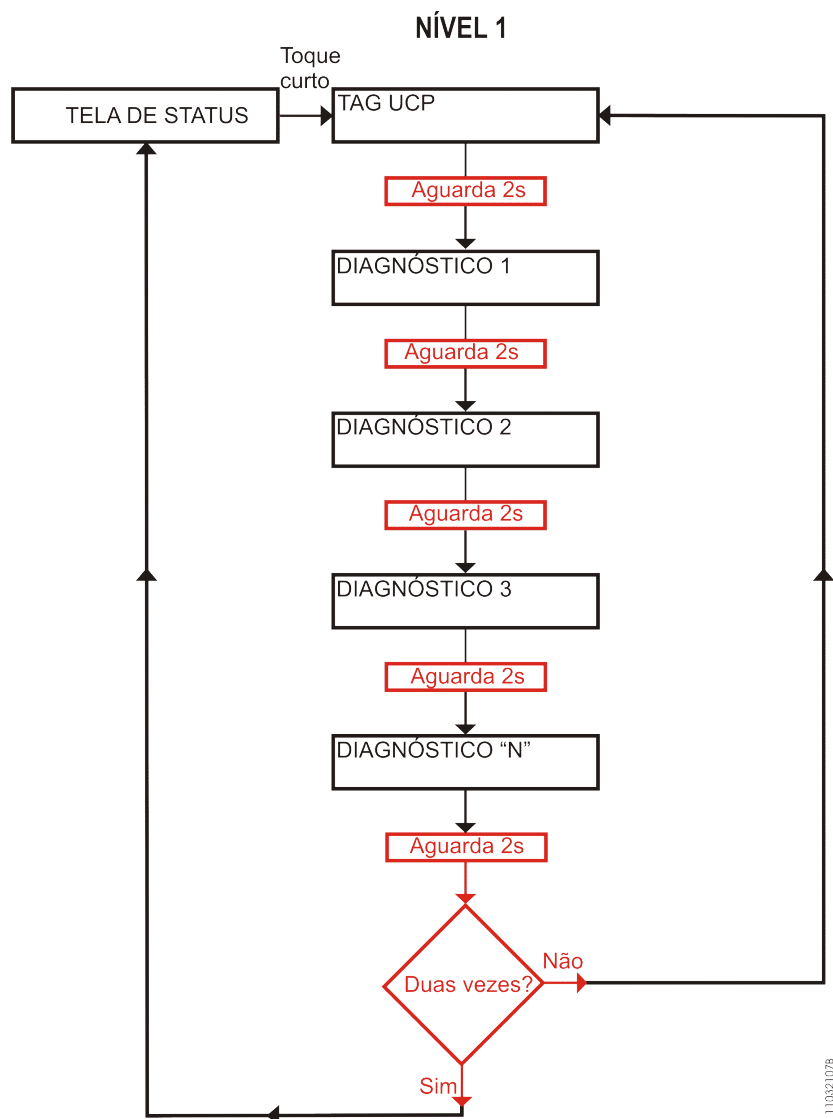 NÍVEL 1
Toque
curto
TELA DE STATUS
TAG UCP
Aguarda 2s
DIAGNÓSTICO 1
Aguarda 2s
DIAGNÓSTICO 2
Aguarda 2s
DIAGNÓSTICO 3
Aguarda 2s
DIAGNÓSTICO “N”
Aguarda 2s
Duas vezes?
Não
Sim
11032107B